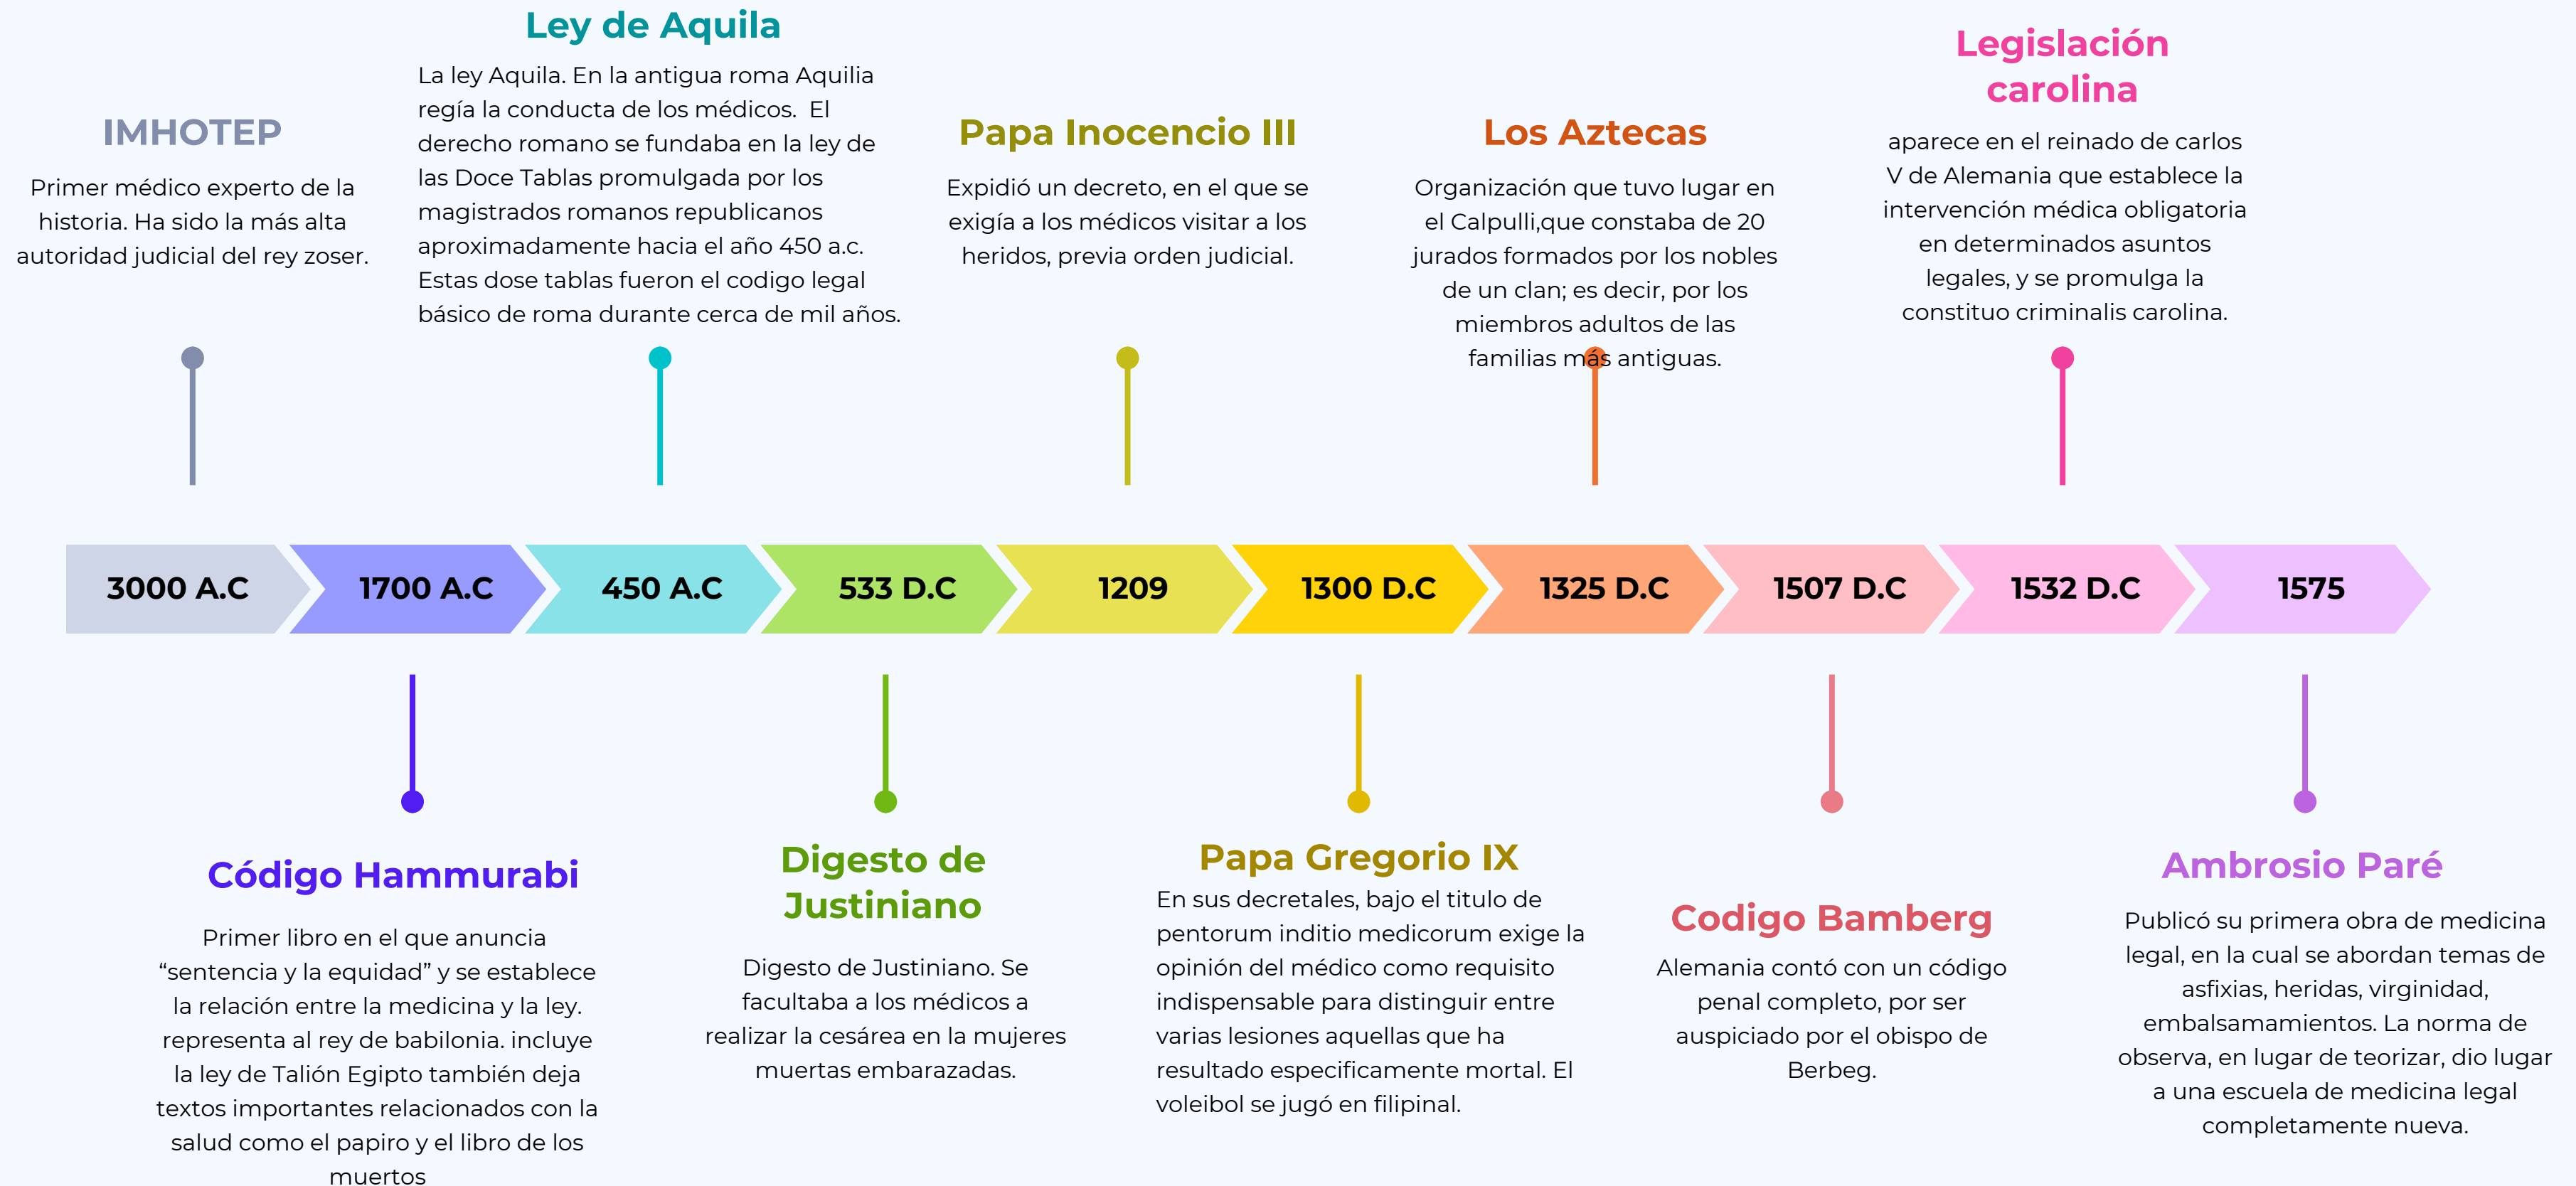 IMHOTEP
Primer médico experto de la
historia. Ha sido la más alta
autoridad judicial del rey zoser.
Ley de Aquila
La ley Aquila. En la antigua roma Aquilia
regía la conducta de los médicos.  El
derecho romano se fundaba en la ley de
las Doce Tablas promulgada por los
magistrados romanos republicanos
aproximadamente hacia el año 450 a.c.
Estas dose tablas fueron el codigo legal
básico de roma durante cerca de mil años.
Papa Inocencio III
Expidió un decreto, en el que se
exigía a los médicos visitar a los
heridos, previa orden judicial.
Los Aztecas
Organización que tuvo lugar en
el Calpulli,que constaba de 20
jurados formados por los nobles
de un clan; es decir, por los
miembros adultos de las
familias más antiguas.
Legislación
carolina
aparece en el reinado de carlos
V de Alemania que establece la
intervención médica obligatoria
en determinados asuntos
legales, y se promulga la
constituo criminalis carolina.
3000 A.C
1700 A.C
450 A.C
533 D.C
1209
1300 D.C
1325 D.C
1507 D.C
1532 D.C
1575
Código Hammurabi
Primer libro en el que anuncia
“sentencia y la equidad” y se establece
la relación entre la medicina y la ley.
representa al rey de babilonia. incluye
la ley de Talión Egipto también deja
textos importantes relacionados con la
salud como el papiro y el libro de los
muertos
Digesto de
Justiniano
Digesto de Justiniano. Se
facultaba a los médicos a
realizar la cesárea en la mujeres
muertas embarazadas.
Papa Gregorio IX
En sus decretales, bajo el titulo de
pentorum inditio medicorum exige la
opinión del médico como requisito
indispensable para distinguir entre
varias lesiones aquellas que ha
resultado especificamente mortal. El
voleibol se jugó en filipinal.
Codigo Bamberg
Alemania contó con un código
penal completo, por ser
auspiciado por el obispo de
Berbeg.
Ambrosio Paré
Publicó su primera obra de medicina
legal, en la cual se abordan temas de
asfixias, heridas, virginidad,
embalsamamientos. La norma de
observa, en lugar de teorizar, dio lugar
a una escuela de medicina legal
completamente nueva.